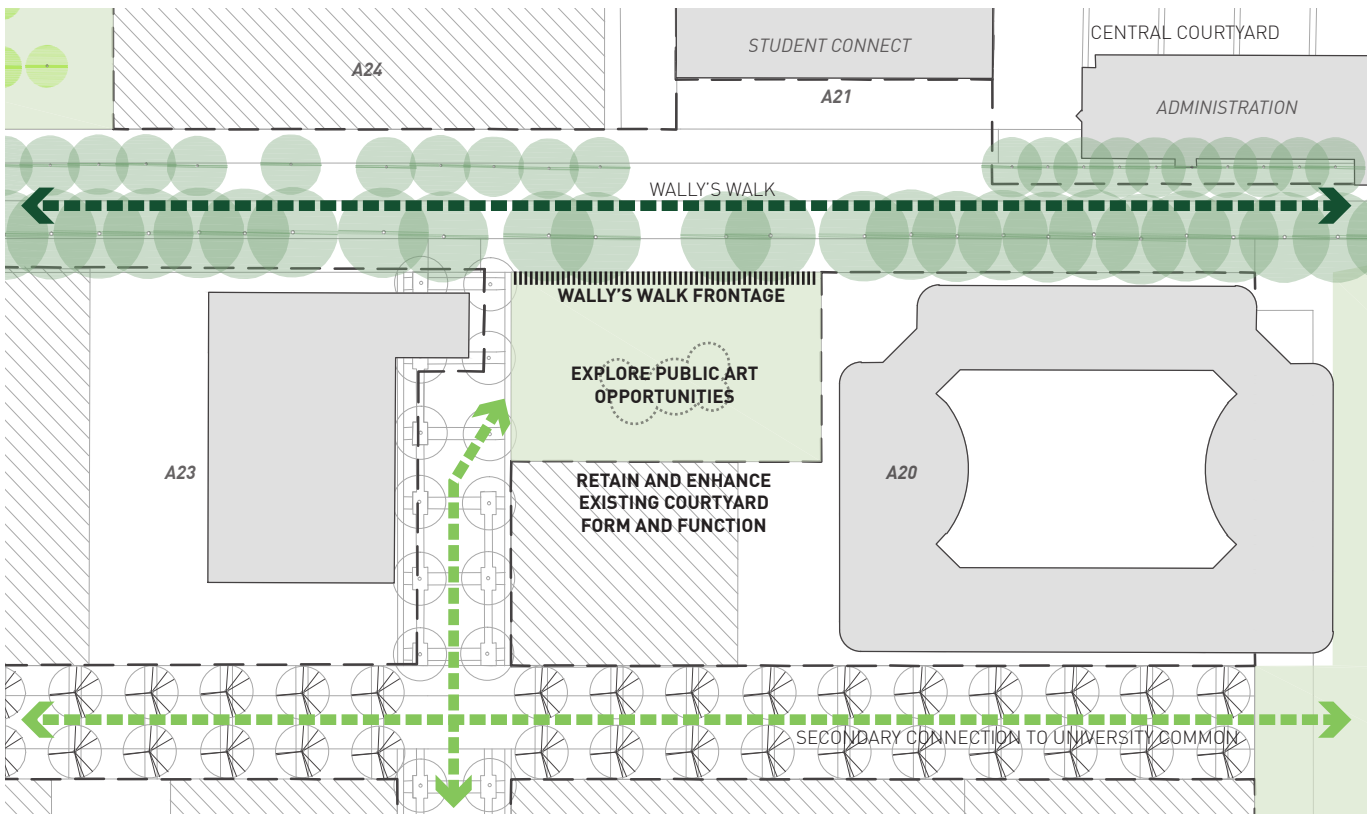 CENTRAL COURTYARD
STUDENT CONNECT
A24
A21
ADMINISTRATION
WALLY'S WALK
WALLY'S WALK FRONTAGE
EXPLORE PUBLIC ART
OPPORTUNITIES
A23
RETAIN AND ENHANCE
EXISTING COURTYARD
FORM AND FUNCTION
A20
SECONDARY CONNECTION TO UNIVERSITY COMMON